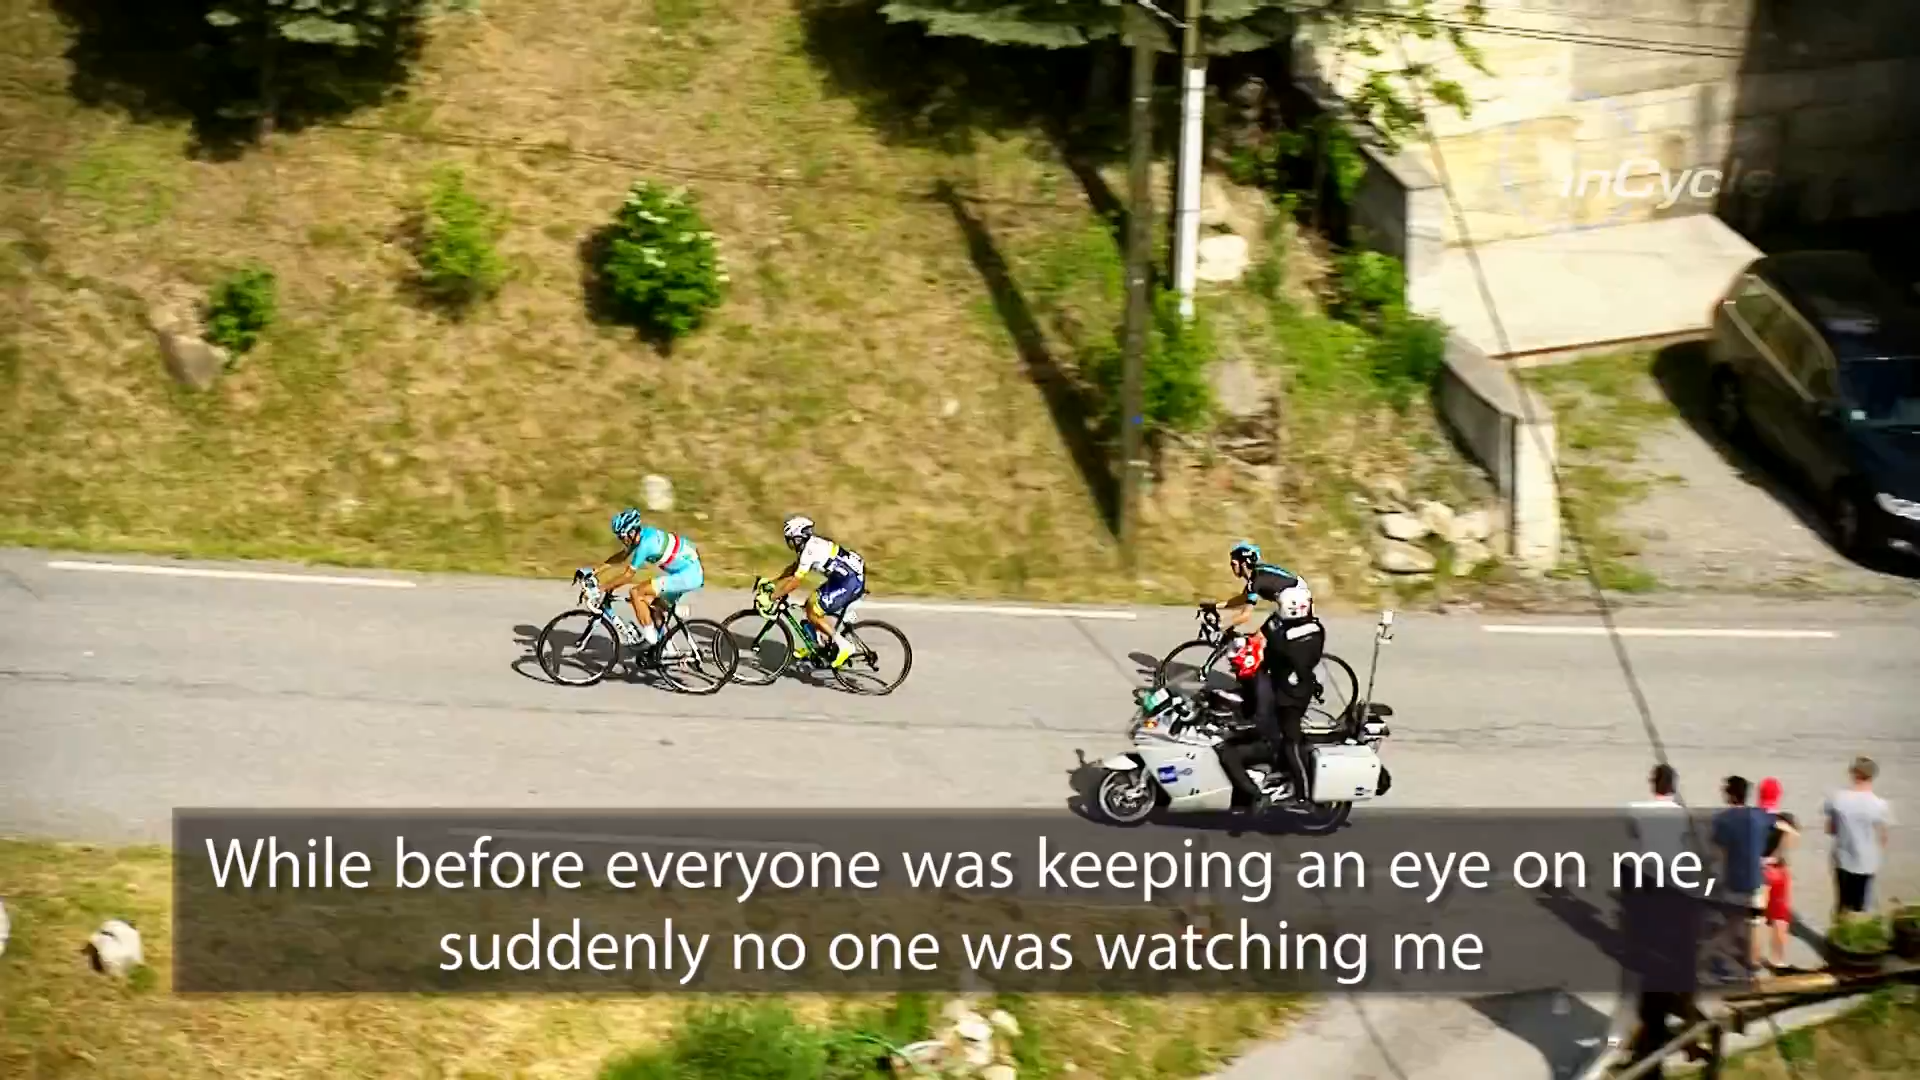 inCycle
While before everyone was keeping an eye on me,
suddenly no one was watching me